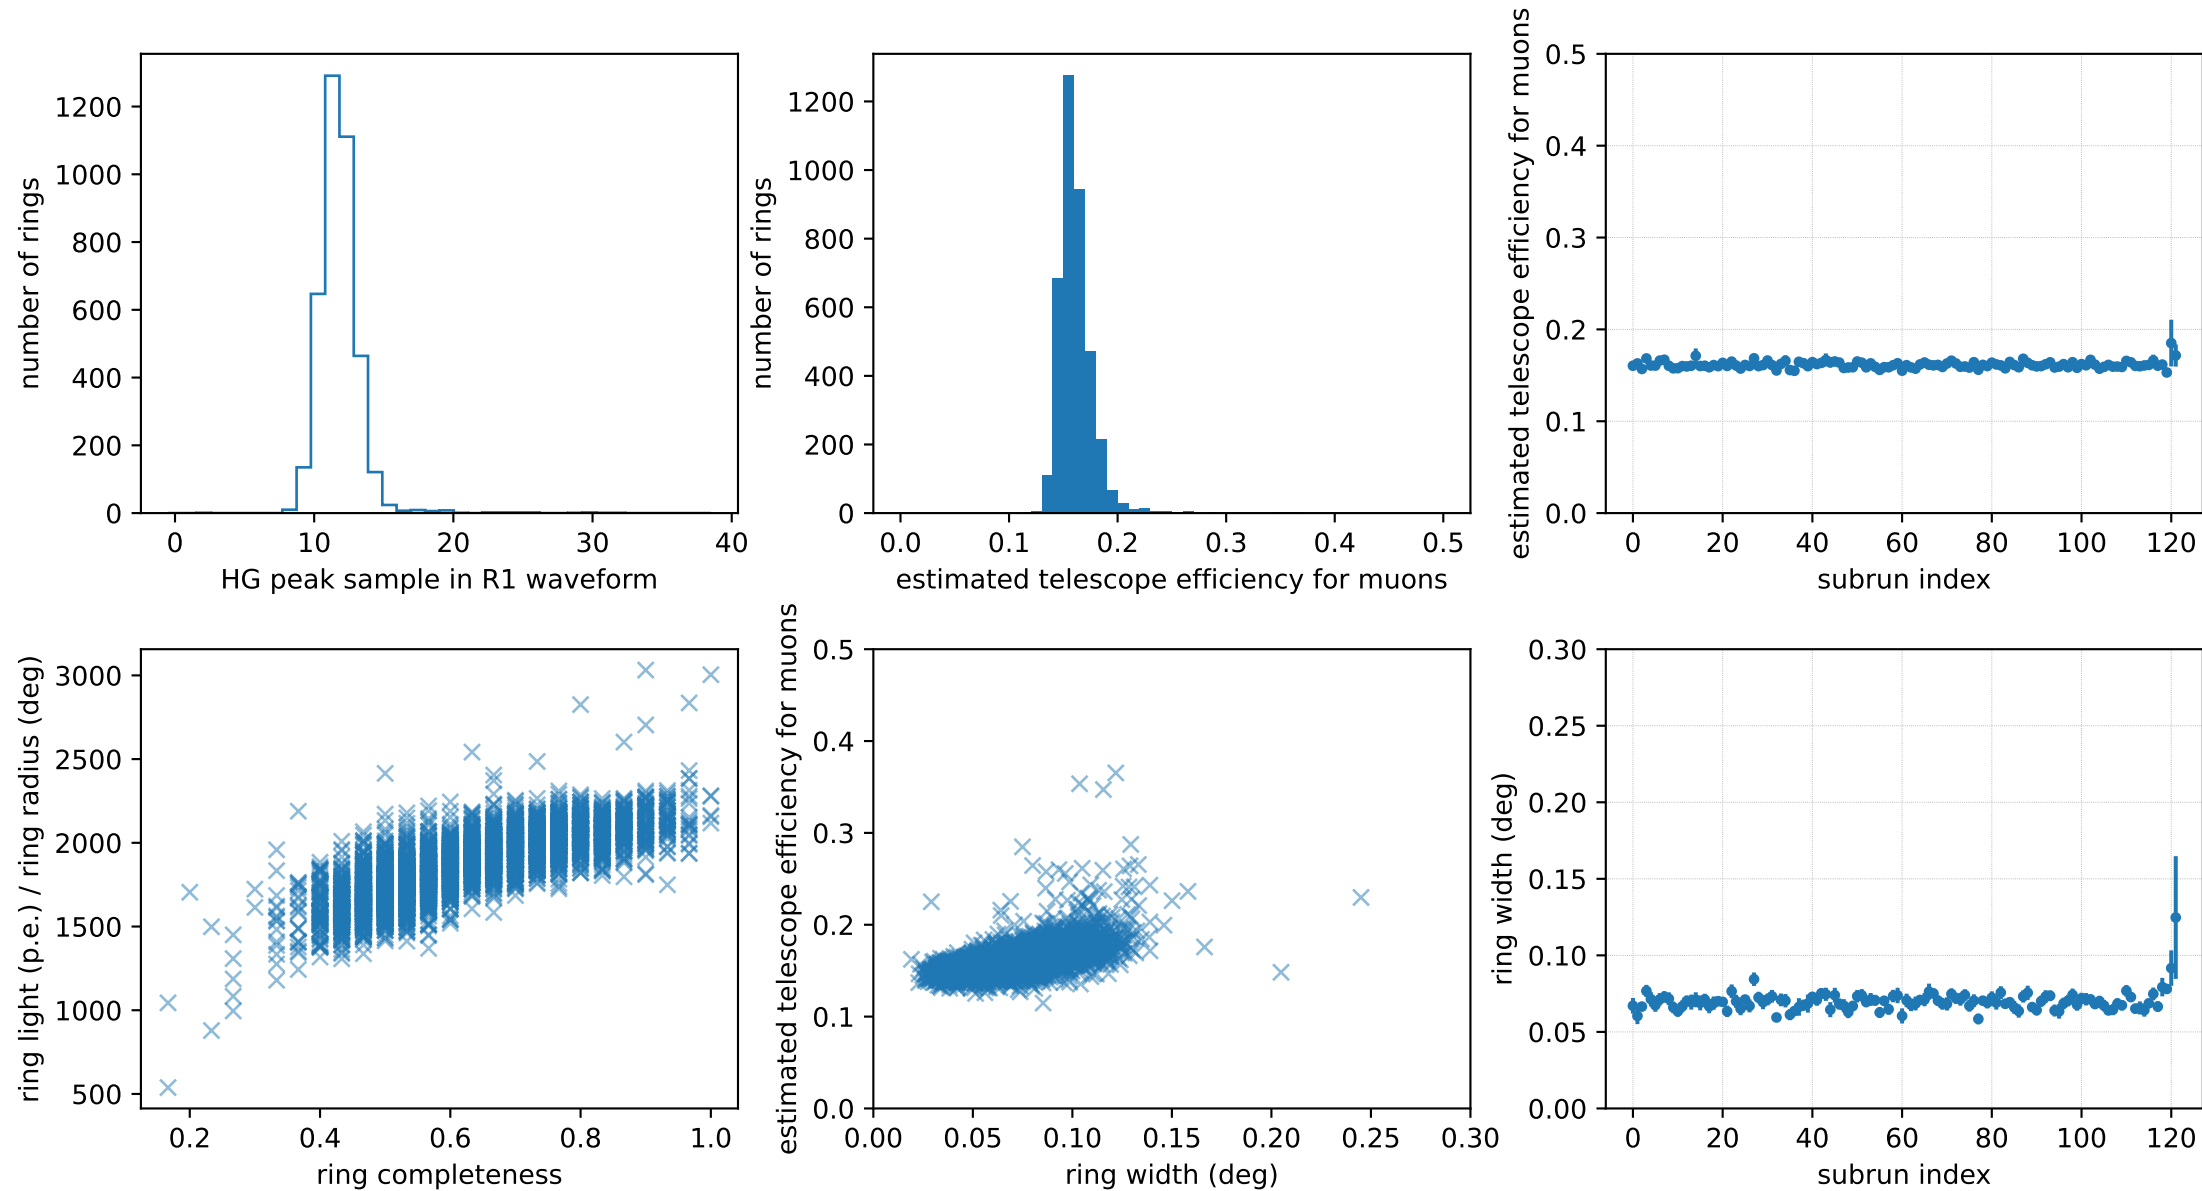 number of rings
1200
1000
800
600
400
200
0
0 10 20 30 40
HG peak sample in R1 waveform
number of rings
1200
1000
800
600
400
200
0
0.0 0.1 0.2 0.3 0.4 0.5
estimated telescope efficiency for muons
estimated telescope efficiency for muons
0.5
0.4
0.3
0.2
0.1
0.0
0 20 40 60 80 100 120
subrun index
ring light (p.e.) / ring radius (deg)
3000
2500
2000
1500
1000
500
0.2 0.4 0.6 0.8 1.0
ring completeness
estimated telescope efficiency for muons
0.5
0.4
0.3
0.2
0.1
0.0
0.00 0.05 0.10 0.15 0.20 0.25 0.30
ring width (deg)
ring width (deg)
0.30
0.25
0.20
0.15
0.10
0.05
0.00
0 20 40 60 80 100 120
subrun index